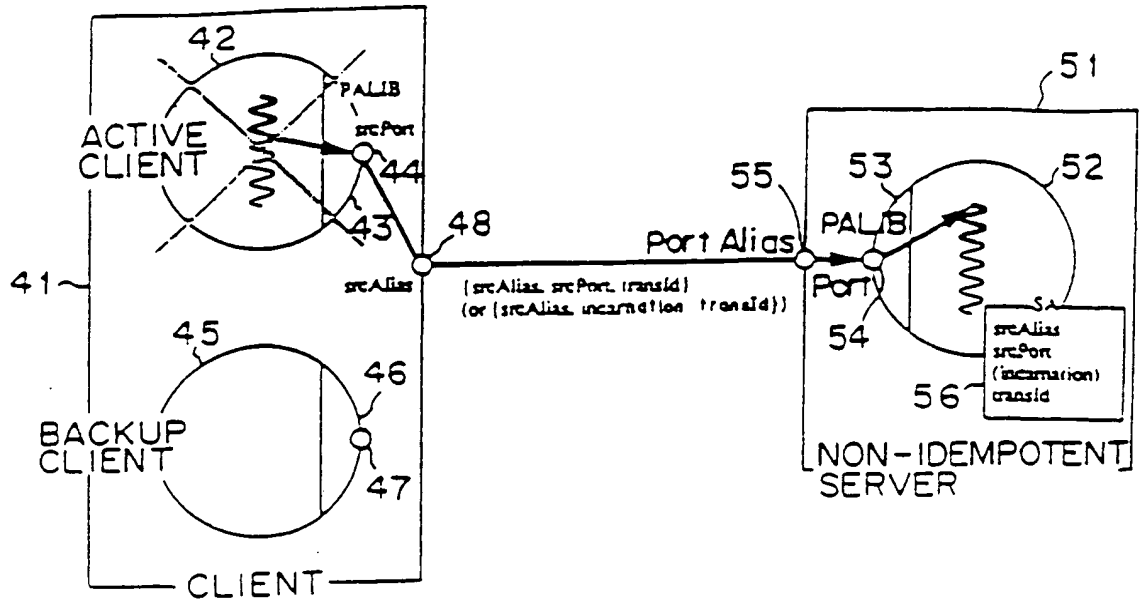 42
PALIB
srcPort
ACTIVE
CLIENT
44
43
48
srcAlias
41
45
46
BACKUP
CLIENT
47
CLIENT
(srcAlias, srcPort, transId)
(or (srcAlias, incarnation, transId))
51
52
53
55
PALIB
Port Alias
Port
54
SA
srcAlias
srcPort
(incarnation)
transId
56
NON-IDEMPOTENT
SERVER